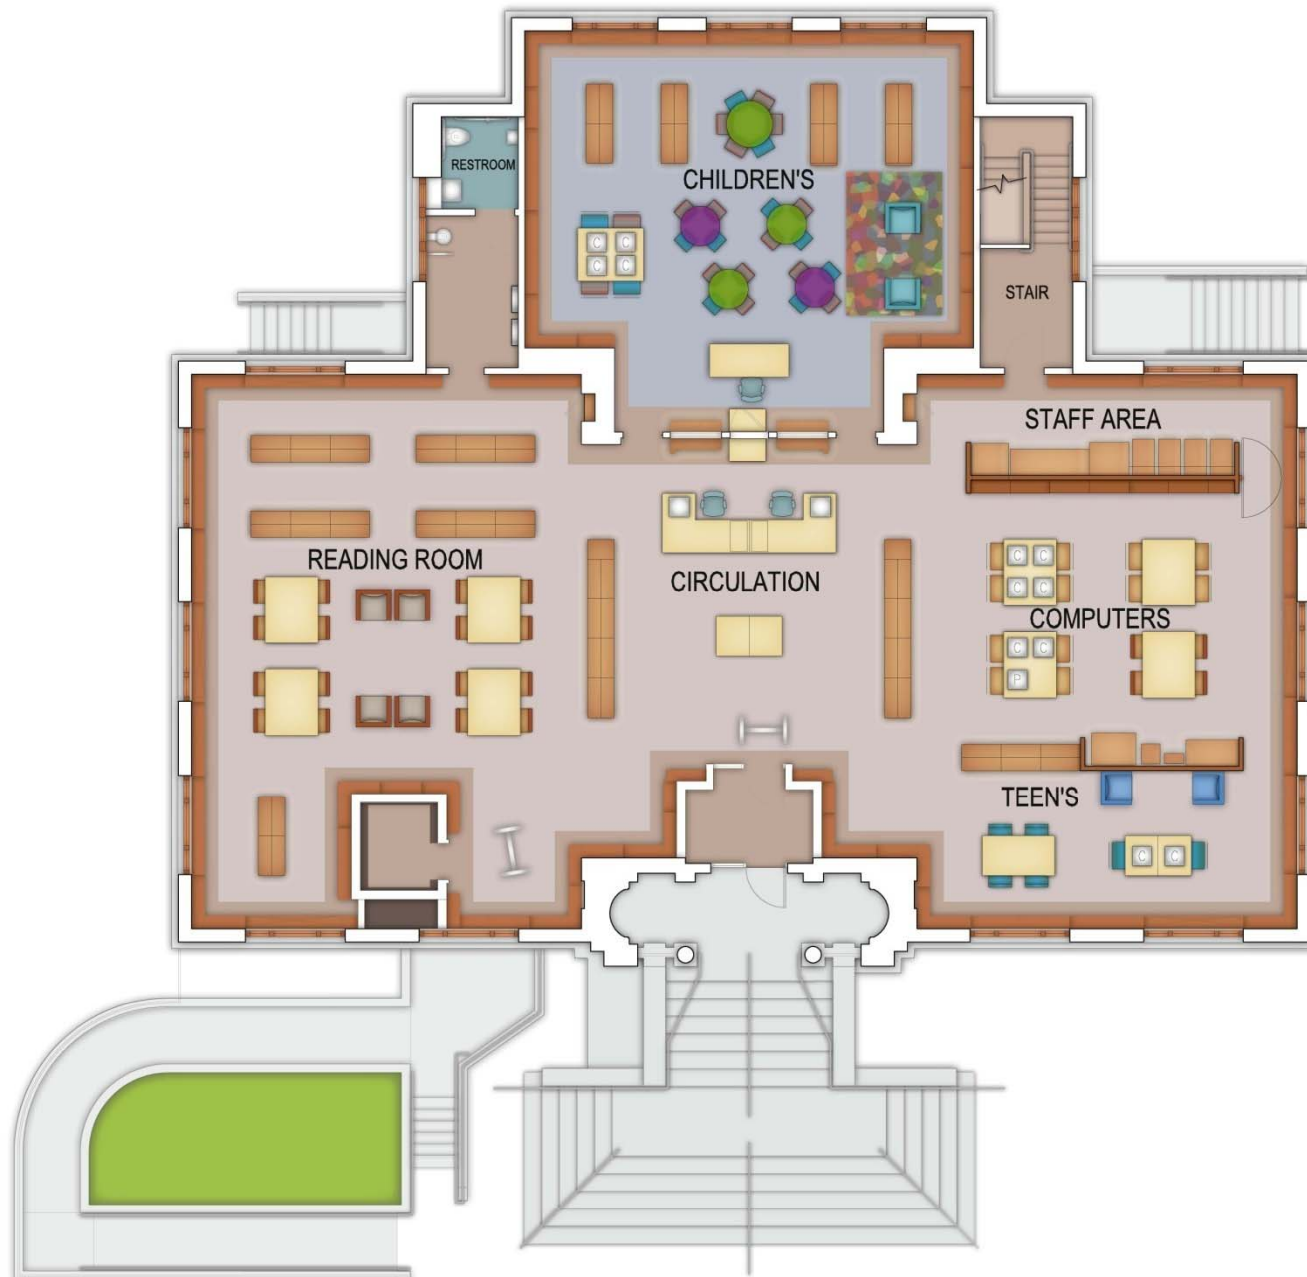 RESTROOM
CHILDREN'S
C C
C C
STAIR
STAFF AREA
READING ROOM
CIRCULATION
C C
C C
COMPUTERS
C C
P
TEEN'S
C C